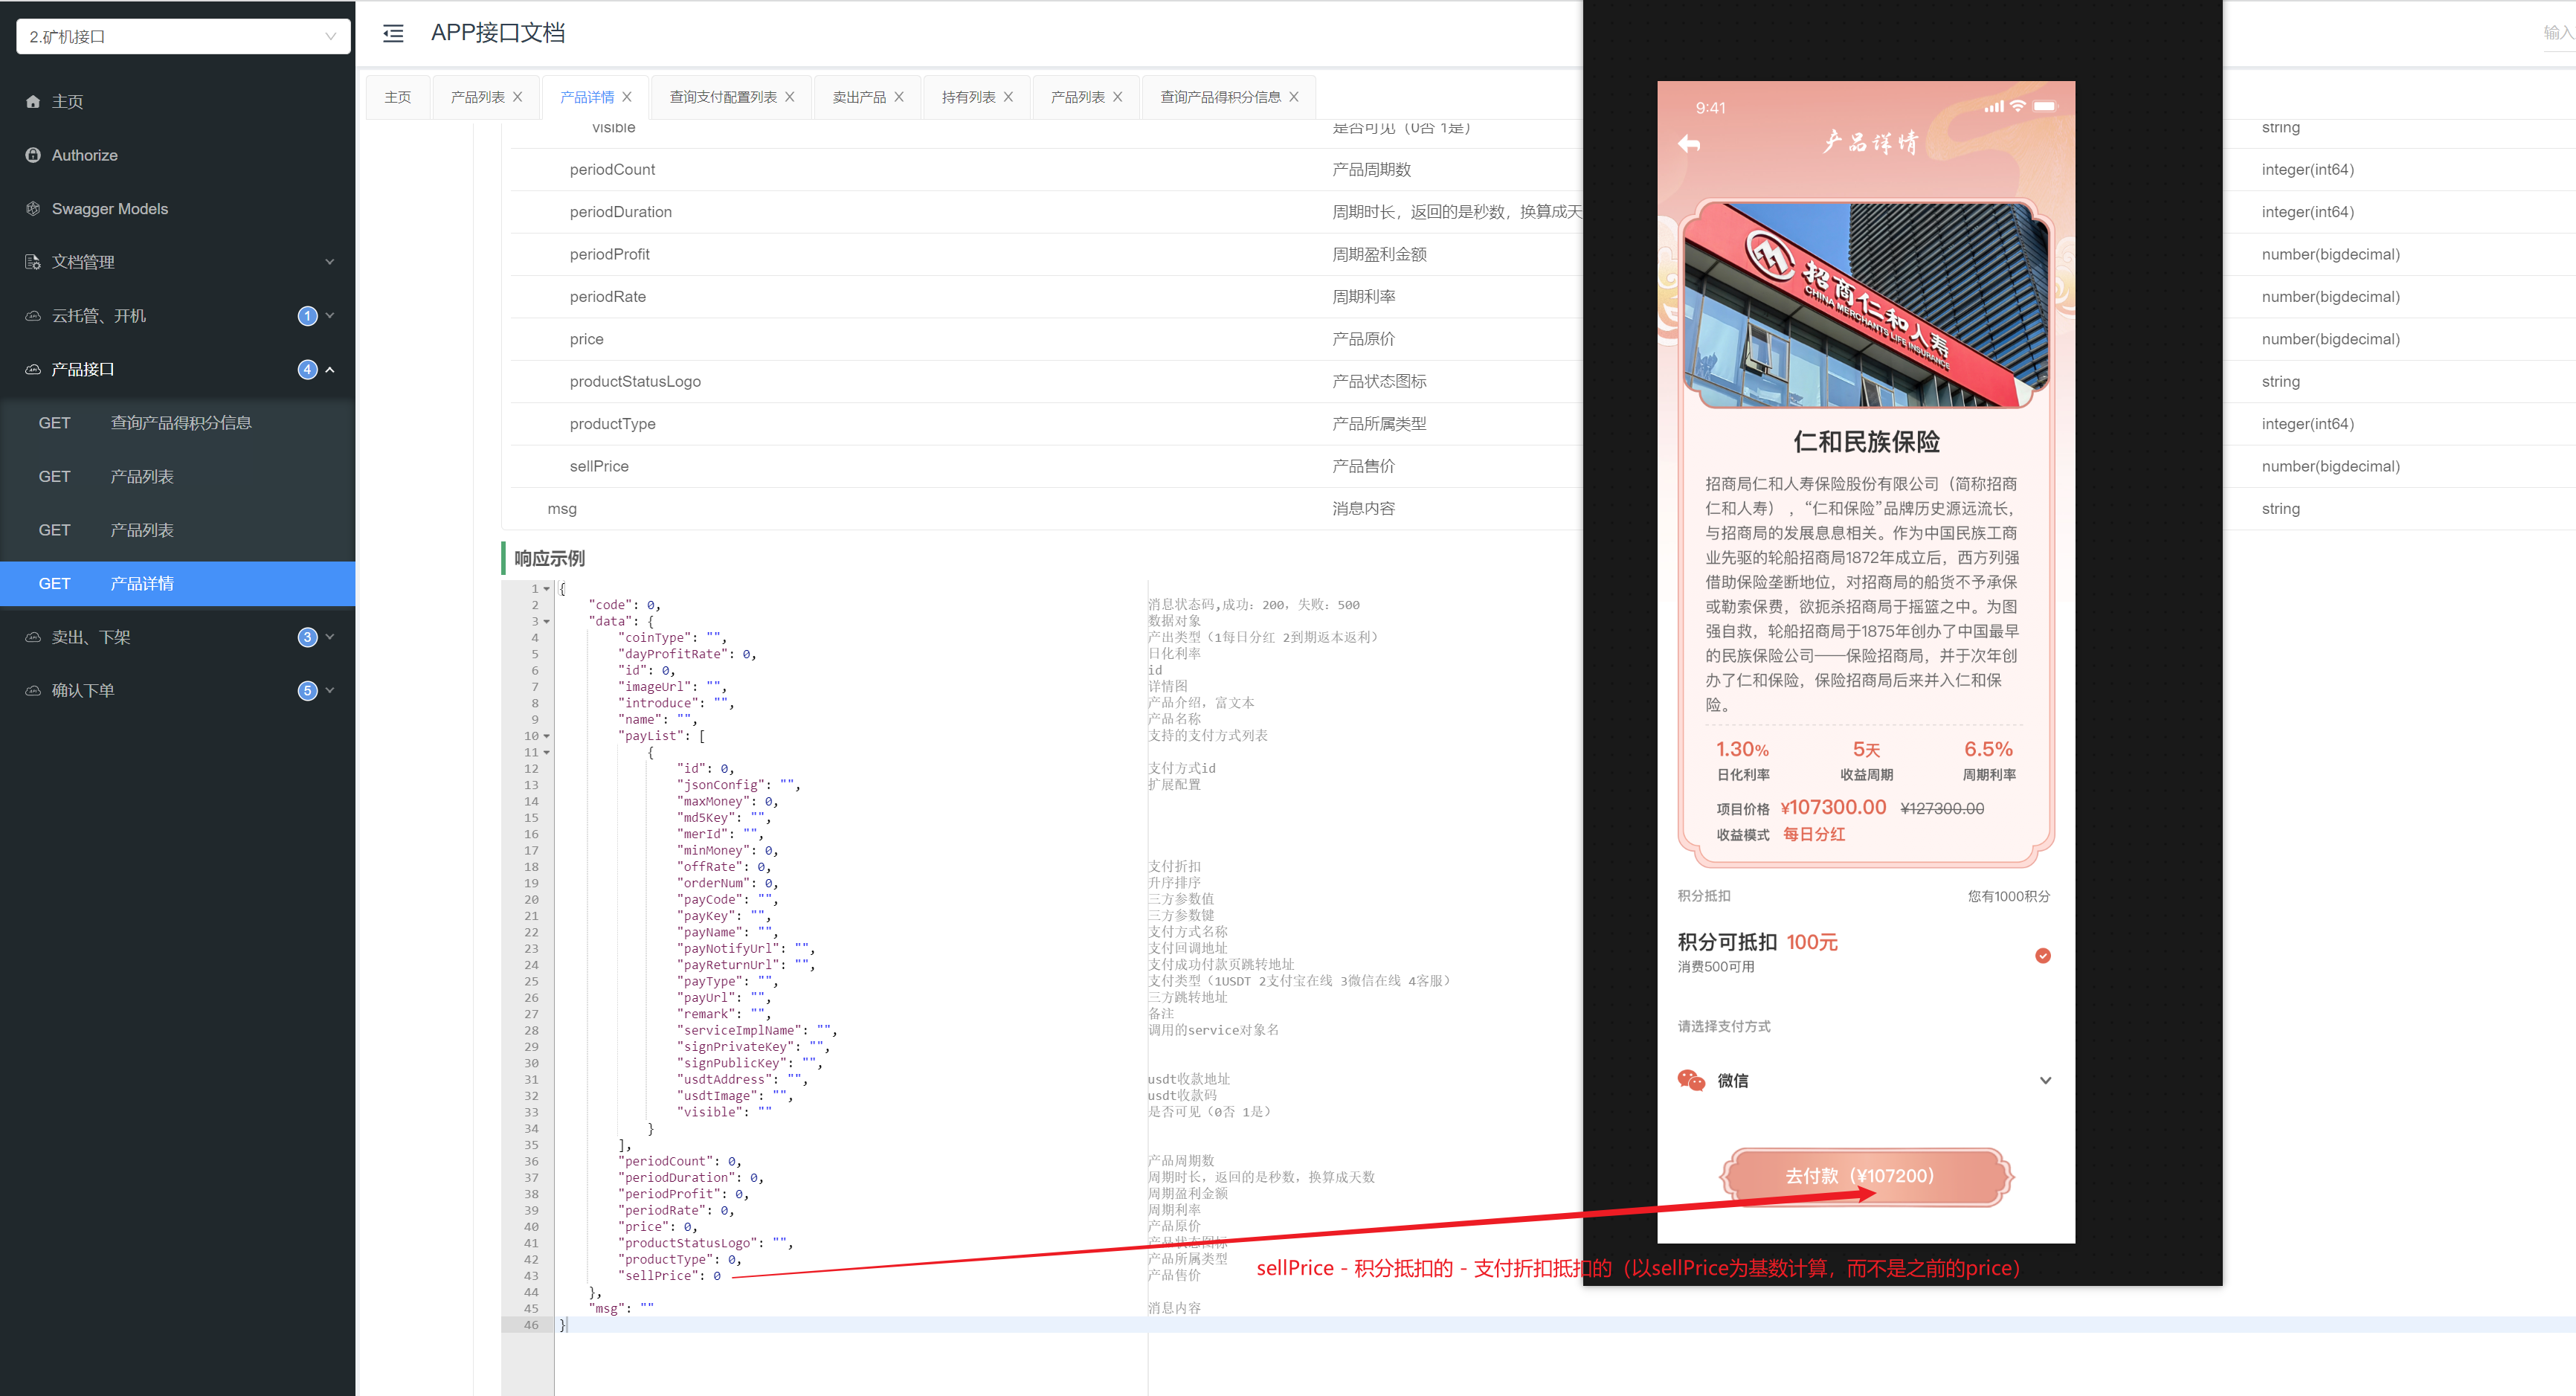 2.矿机接口
主页
Authorize
Swagger Models
文档管理
云托管、开机 1
产品接口 4
GET 查询产品得积分信息
GET 产品列表
GET 产品列表
GET 产品详情
卖出、下架 3
确认下单 5
APP接口文档
输入
主页 产品列表 产品详情 查询支付配置列表 卖出产品 持有列表 产品列表 查询产品得积分信息
visible 是否可见（0否 1是） string
periodCount 产品周期数 integer(int64)
periodDuration 周期时长，返回的是秒数，换算成天 integer(int64)
periodProfit 周期盈利金额 number(bigdecimal)
periodRate 周期利率 number(bigdecimal)
price 产品原价 number(bigdecimal)
productStatusLogo 产品状态图标 string
productType 产品所属类型 integer(int64)
sellPrice 产品售价 number(bigdecimal)
msg 消息内容 string
响应示例
1 {
2 "code": 0, 消息状态码,成功：200，失败：500
3 "data": { 数据对象
4 "coinType": "", 产出类型（1每日分红 2到期返本返利）
5 "dayProfitRate": 0, 日化利率
6 "id": 0, id
7 "imageUrl": "", 详情图
8 "introduce": "", 产品介绍，富文本
9 "name": "", 产品名称
10 "payList": [ 支持的支付方式列表
11 {
12 "id": 0, 支付方式id
13 "jsonConfig": "", 扩展配置
14 "maxMoney": 0,
15 "md5Key": "",
16 "merId": "",
17 "minMoney": 0,
18 "offRate": 0, 支付折扣
19 "orderNum": 0, 升序排序
20 "payCode": "", 三方参数值
21 "payKey": "", 三方参数键
22 "payName": "", 支付方式名称
23 "payNotifyUrl": "", 支付回调地址
24 "payReturnUrl": "", 支付成功付款页跳转地址
25 "payType": "", 支付类型（1USDT 2支付宝在线 3微信在线 4客服）
26 "payUrl": "", 三方跳转地址
27 "remark": "", 备注
28 "serviceImplName": "", 调用的service对象名
29 "signPrivateKey": "",
30 "signPublicKey": "",
31 "usdtAddress": "", usdt收款地址
32 "usdtImage": "", usdt收款码
33 "visible": "" 是否可见（0否 1是）
34 }
35 ],
36 "periodCount": 0, 产品周期数
37 "periodDuration": 0, 周期时长，返回的是秒数，换算成天数
38 "periodProfit": 0, 周期盈利金额
39 "periodRate": 0, 周期利率
40 "price": 0, 产品原价
41 "productStatusLogo": "", 产品状态图标
42 "productType": 0, 产品所属类型
43 "sellPrice": 0 产品售价
44 },
45 "msg": "" 消息内容
46 }
sellPrice - 积分抵扣的 - 支付折扣抵扣的（以sellPrice为基数计算，而不是之前的price）
9:41
产品详情
招商仁和人寿
CHINA MERCHANTS LIFE INSURANCE
仁和民族保险
招商局仁和人寿保险股份有限公司（简称招商
仁和人寿），“仁和保险”品牌历史源远流长，
与招商局的发展息息相关。作为中国民族工商
业先驱的轮船招商局1872年成立后，西方列强
借助保险垄断地位，对招商局的船货不予承保
或勒索保费，欲扼杀招商局于摇篮之中。为图
强自救，轮船招商局于1875年创办了中国最早
的民族保险公司——保险招商局，并于次年创
办了仁和保险，保险招商局后来并入仁和保
险。
1.30% 5天 6.5%
日化利率 收益周期 周期利率
项目价格 ¥107300.00 ¥127300.00
收益模式 每日分红
积分抵扣 您有1000积分
积分可抵扣 100元
消费500可用
请选择支付方式
微信
去付款（¥107200）